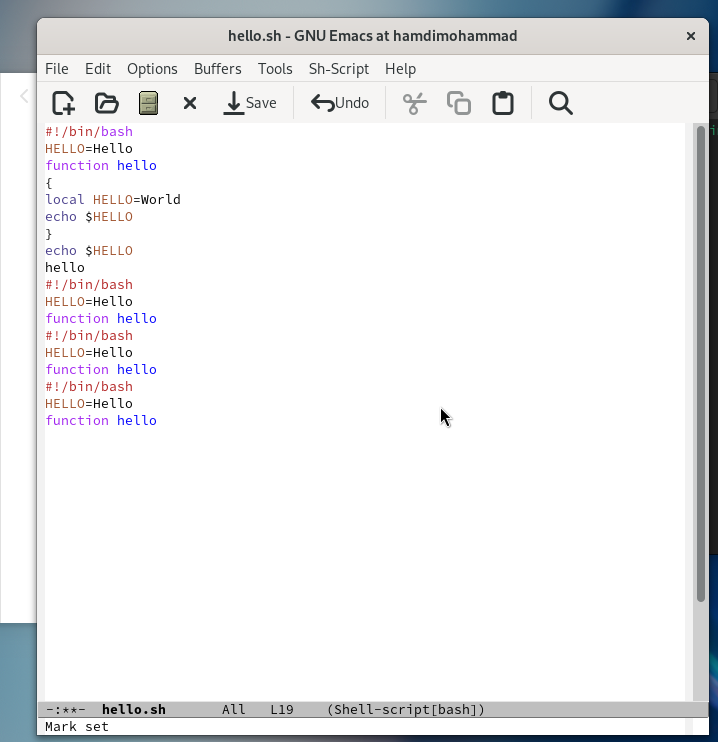 hello.sh - GNU Emacs at hamdimohammad
File Edit Options Buffers Tools Sh-Script Help
Save Undo
#!/bin/bash
HELLO=Hello
function hello
{
local HELLO=World
echo $HELLO
}
echo $HELLO
hello
#!/bin/bash
HELLO=Hello
function hello
#!/bin/bash
HELLO=Hello
function hello
#!/bin/bash
HELLO=Hello
function hello
-:**- hello.sh All L19 (Shell-script[bash])
Mark set